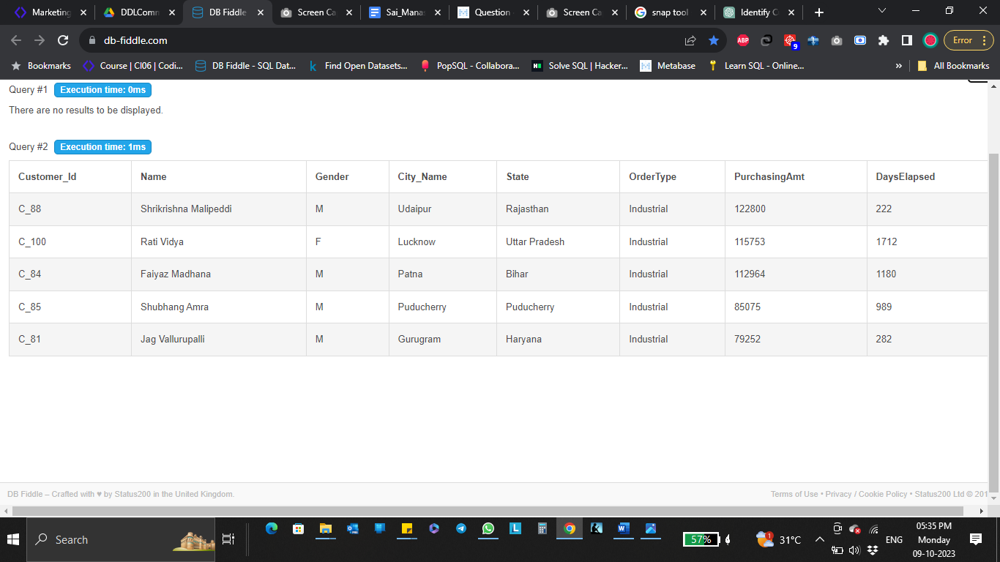 Marketing
DDLComm
DB Fiddle
Screen Ca
Sai_Manas
Question
Screen Ca
snap tool
Identify C
db-fiddle.com
ABP
9
Error
Bookmarks
Course | CI06 | Codi...
DB Fiddle - SQL Dat...
Find Open Datasets...
PopSQL - Collabora...
Solve SQL | Hacker...
Metabase
Learn SQL - Online...
»
All Bookmarks
Query #1 Execution time: 0ms
There are no results to be displayed.
Query #2 Execution time: 1ms
Customer_Id Name Gender City_Name State OrderType PurchasingAmt DaysElapsed
C_88 Shrikrishna Malipeddi M Udaipur Rajasthan Industrial 122800 222
C_100 Rati Vidya F Lucknow Uttar Pradesh Industrial 115753 1712
C_84 Faiyaz Madhana M Patna Bihar Industrial 112964 1180
C_85 Shubhang Amra M Puducherry Puducherry Industrial 85075 989
C_81 Jag Vallurupalli M Gurugram Haryana Industrial 79252 282
DB Fiddle – Crafted with ♥ by Status200 in the United Kingdom.
Terms of Use • Privacy / Cookie Policy • Status200 Ltd © 201
Search
57%
1
31°C
ENG
05:35 PM
Monday
09-10-2023